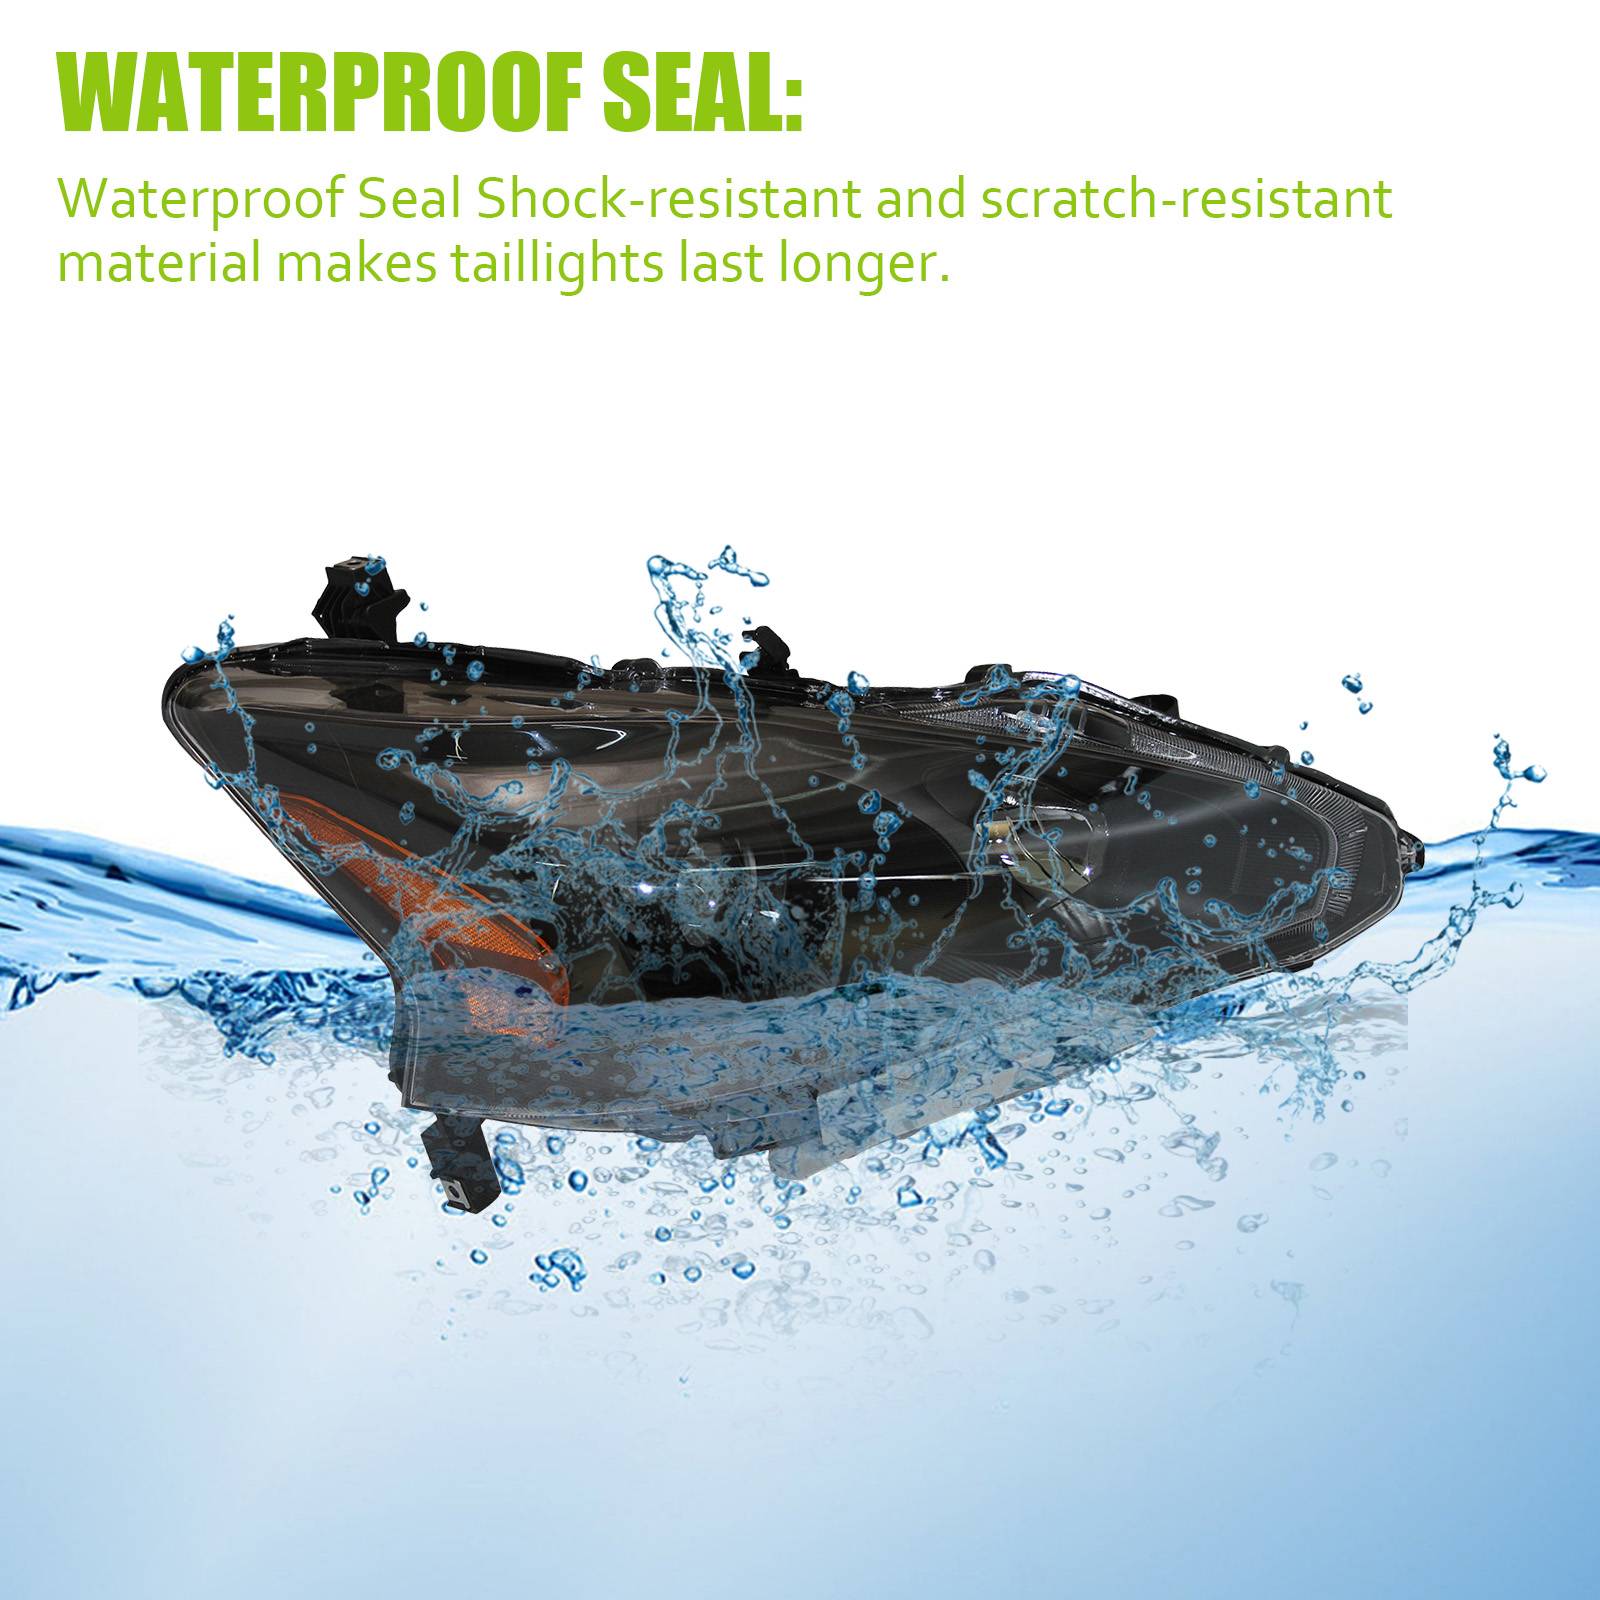 WATERPROOF SEAL:
Waterproof Seal Shock-resistant and scratch-resistant
material makes taillights last longer.